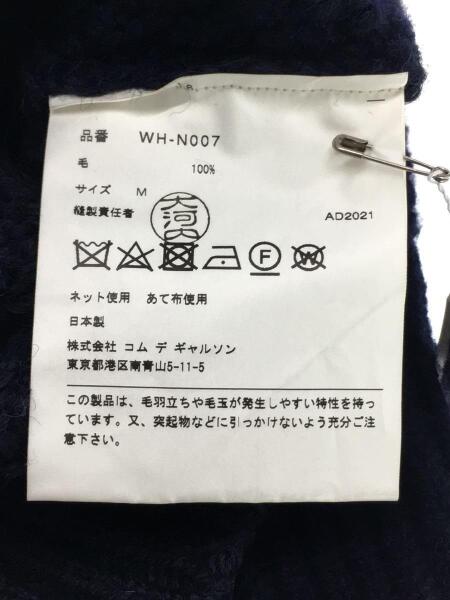 品番 WH-N007
毛 100%
サイズ M
縫製責任者 大河内 AD2021
F W
ネット使用 あて布使用
日本製
株式会社 コム デ ギャルソン
東京都港区南青山5-11-5
この製品は、毛羽立ちや毛玉が発生しやすい特性を持っ
ています。又、突起物などに引っかけないよう充分ご注
意下さい。